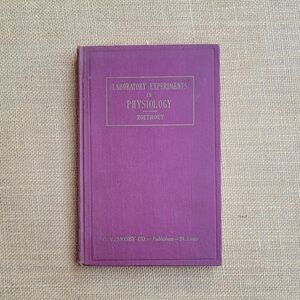 LABORATORY EXPERIMENTS
IN
PHYSIOLOGY
ZOETHOUT
C. V. MOSBY CO.—Publishers—St. Louis